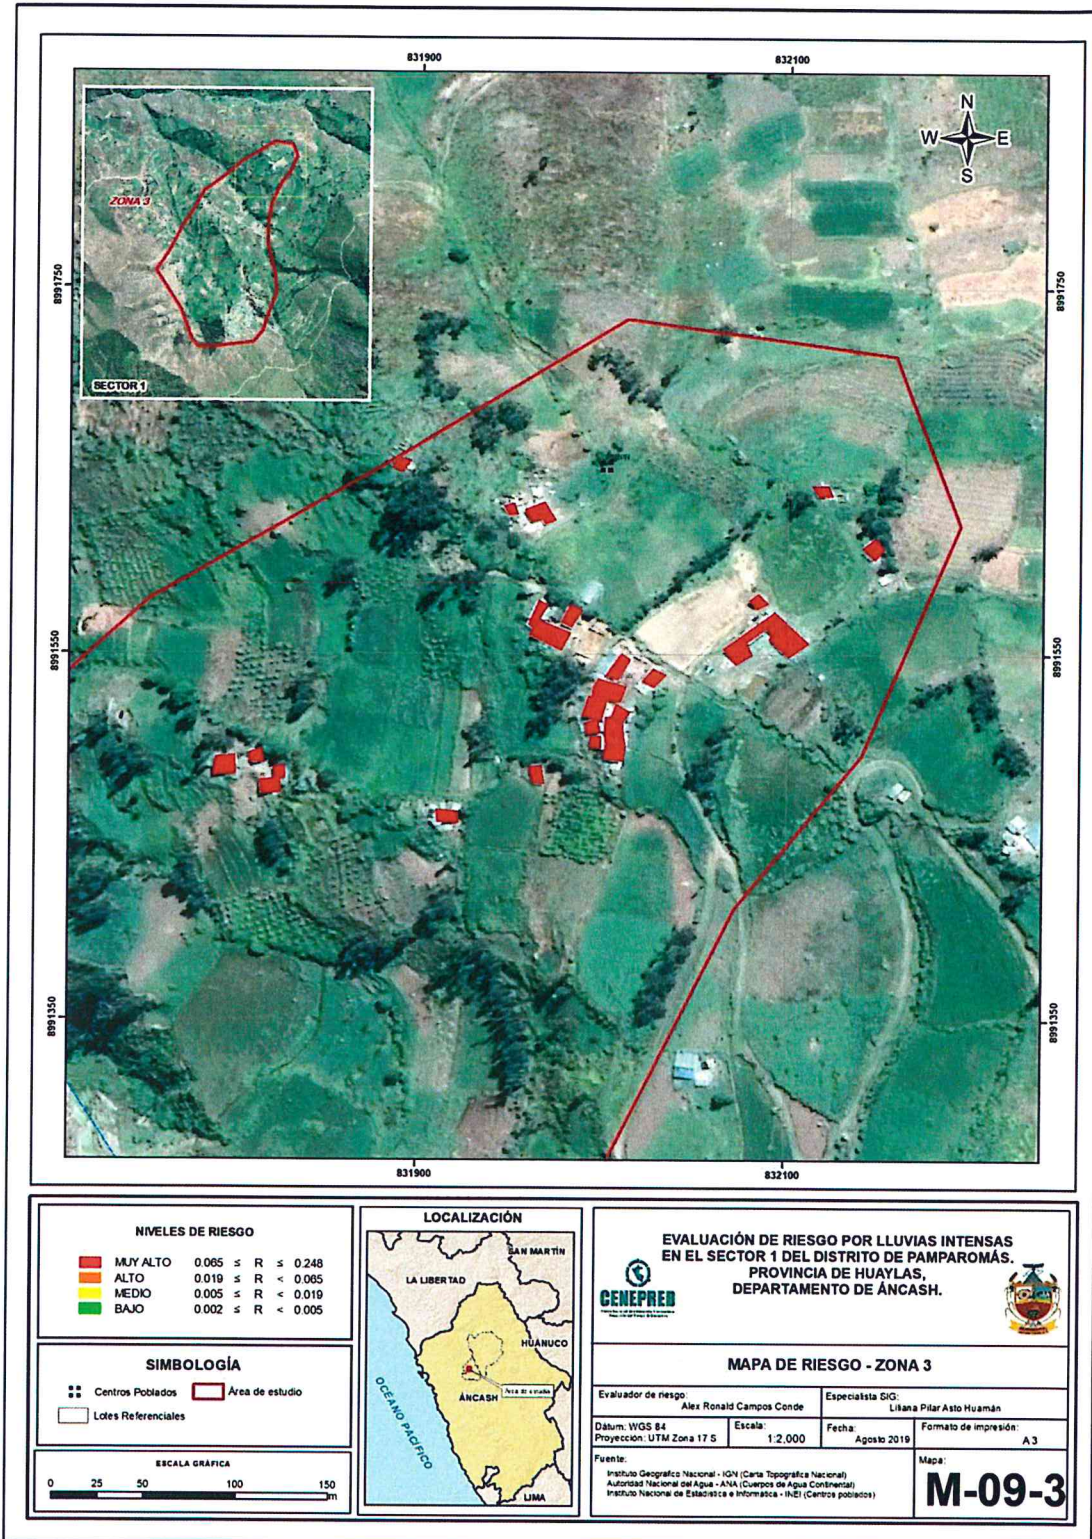 831900
832100
N
W E
S
ZONA 3
SECTOR 1
8991750
8991750
8991550
8991550
8991350
8991350
831900
832100
NIVELES DE RIESGO
MUY ALTO 0.065 ≤ R ≤ 0.248
ALTO 0.019 ≤ R < 0.065
MEDIO 0.005 ≤ R < 0.019
BAJO 0.002 ≤ R < 0.005
SIMBOLOGÍA
Centros Poblados
Área de estudio
Lotes Referenciales
ESCALA GRÁFICA
0 25 50 100 150
m
LOCALIZACIÓN
SAN MARTÍN
LA LIBERTAD
HUÁNUCO
Área de estudio
ÁNCASH
OCÉANO PACÍFICO
LIMA
CENEPRED
EVALUACIÓN DE RIESGO POR LLUVIAS INTENSAS
EN EL SECTOR 1 DEL DISTRITO DE PAMPAROMÁS.
PROVINCIA DE HUAYLAS,
DEPARTAMENTO DE ÁNCASH.
MAPA DE RIESGO - ZONA 3
Evaluador de riesgo:
Alex Ronald Campos Conde
Especialista SIG:
Liliana Pilar Asto Huamán
Dátum: WGS 84
Proyección: UTM Zona 17 S
Escala:
1:2,000
Fecha:
Agosto 2019
Formato de impresión:
A 3
Fuente:
Instituto Geográfico Nacional - IGN (Carta Topográfica Nacional)
Autoridad Nacional del Agua - ANA (Cuerpos de Agua Continental)
Instituto Nacional de Estadística e Informática - INEI (Centros poblados)
Mapa:
M-09-3